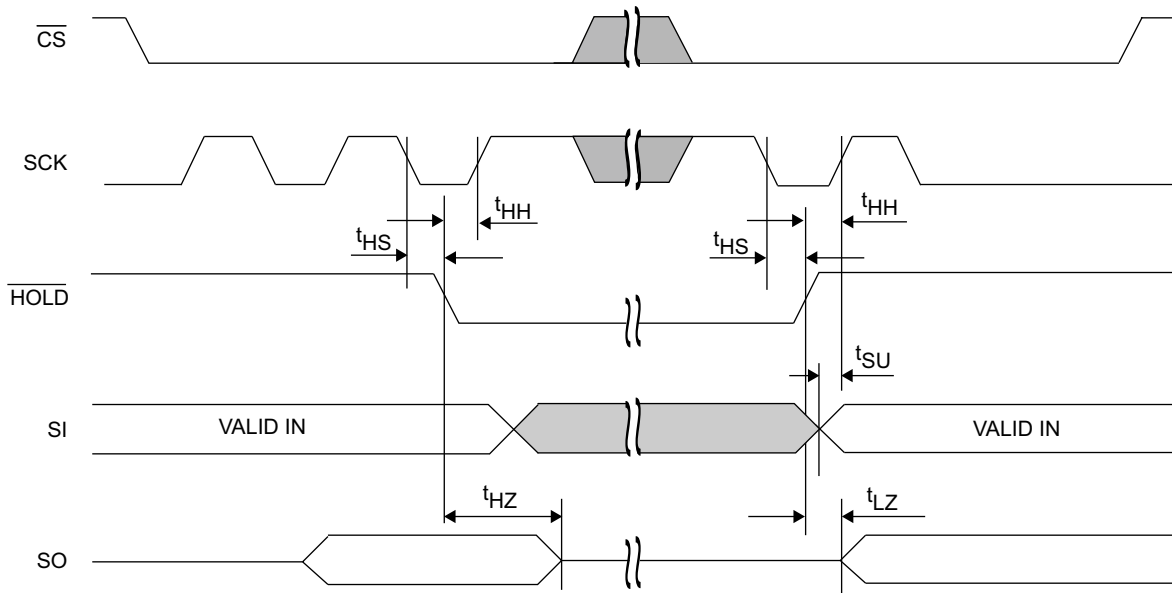 CS
SCK
tHH
tHH
tHS
tHS
HOLD
tSU
SI
VALID IN
VALID IN
tHZ
tLZ
SO